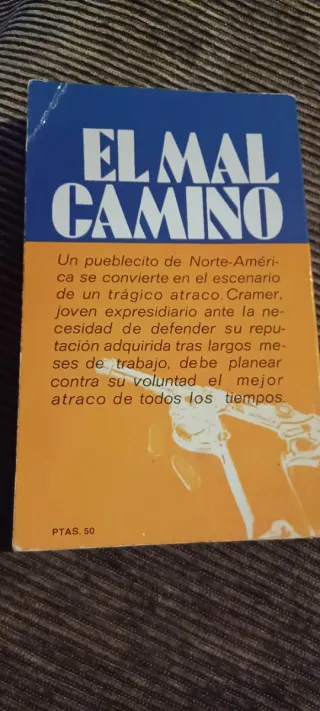 EL MAL
CAMINO
Un pueblecito de Norte-Améri-
ca se convierte en el escenario
de un trágico atraco. Cramer,
joven expresidiario ante la ne-
cesidad de defender su repu-
tación adquirida tras largos me-
ses de trabajo, debe planear
contra su voluntad el mejor
atraco de todos los tiempos.
PTAS. 50